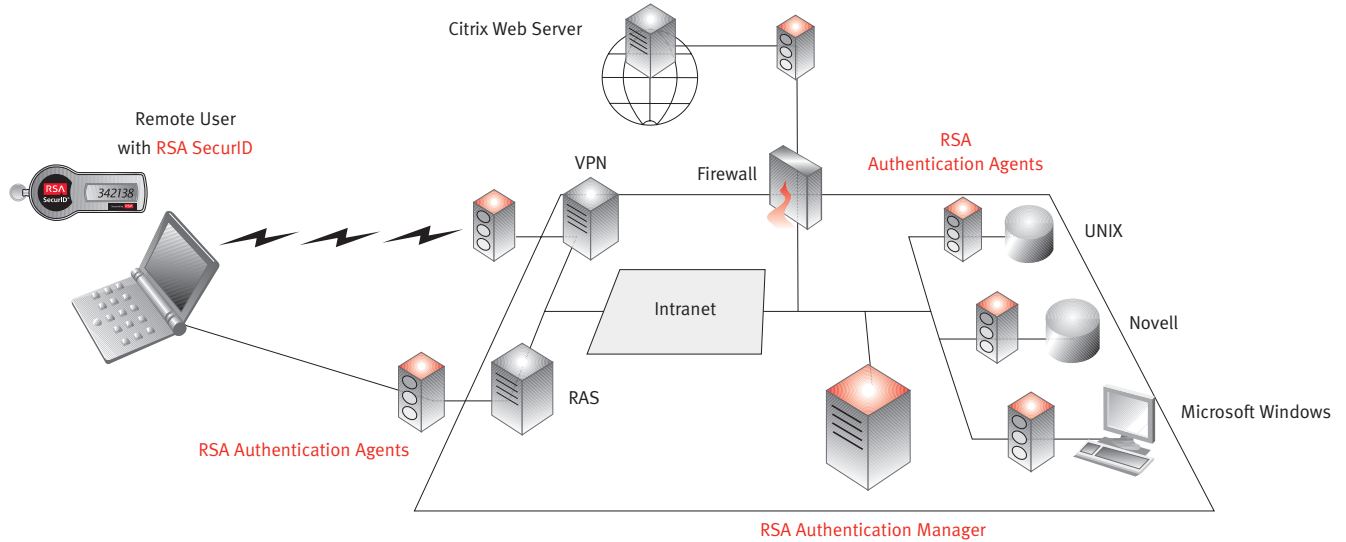 Citrix Web Server
Remote User
with RSA SecurID
RSA
SecurID
342138
RSA
Authentication Agents
VPN
Firewall
UNIX
Intranet
Novell
RAS
Microsoft Windows
RSA Authentication Agents
RSA Authentication Manager